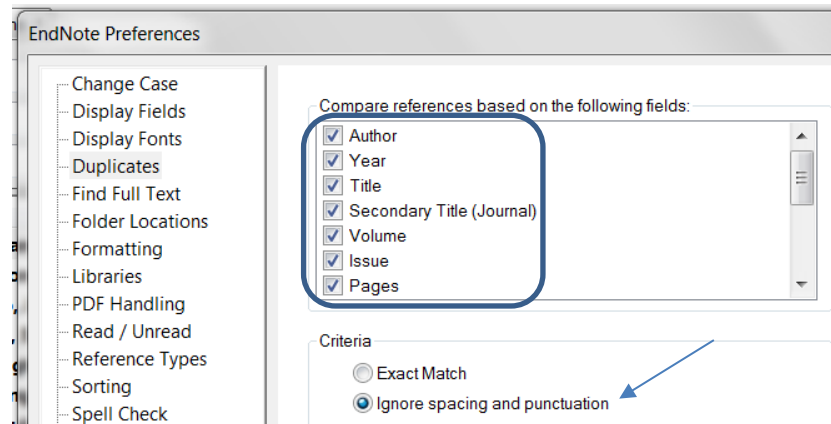 EndNote Preferences
Change Case
Display Fields
Display Fonts
Duplicates
Find Full Text
Folder Locations
Formatting
Libraries
PDF Handling
Read / Unread
Reference Types
Sorting
Spell Check
Compare references based on the following fields:
Author
Year
Title
Secondary Title (Journal)
Volume
Issue
Pages
Criteria
Exact Match
Ignore spacing and punctuation